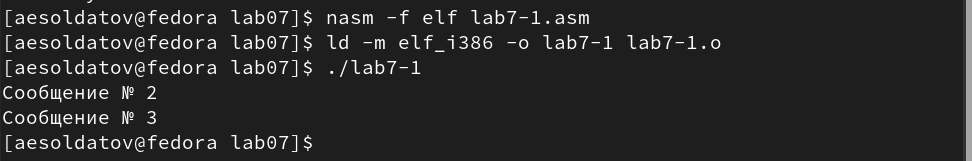 [aesoldatov@fedora lab07]$ nasm -f elf lab7-1.asm
[aesoldatov@fedora lab07]$ ld -m elf_i386 -o lab7-1 lab7-1.o
[aesoldatov@fedora lab07]$ ./lab7-1
Сообщение № 2
Сообщение № 3
[aesoldatov@fedora lab07]$